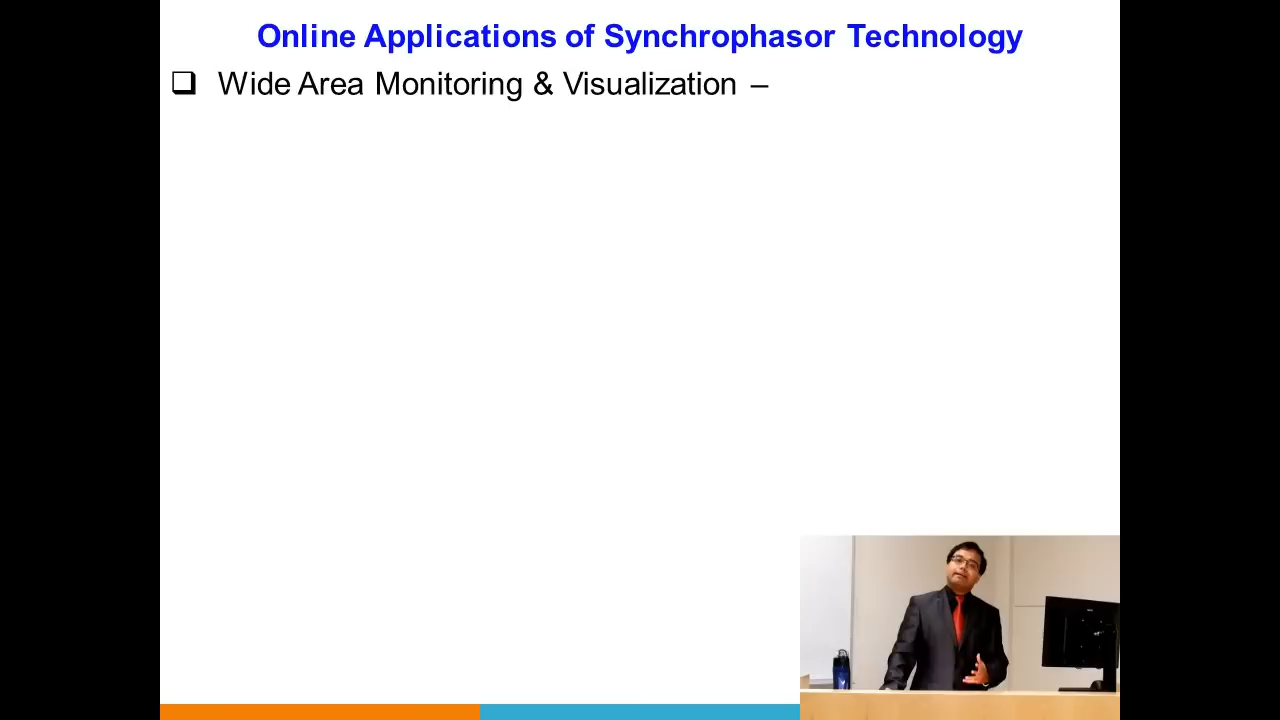 Online Applications of Synchrophasor Technology
❑ Wide Area Monitoring & Visualization –